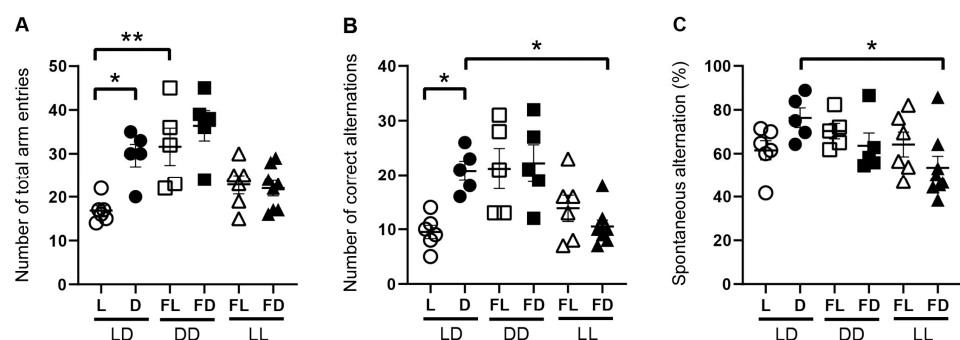 A
Number of total arm entries
50
40
30
20
10
0
**
*
L D FL FD FL FD
LD DD LL
B
Number of correct alternations
40
30
20
10
0
*
*
L D FL FD FL FD
LD DD LL
C
Spontaneous alternation (%)
100
80
60
40
20
0
*
L D FL FD FL FD
LD DD LL